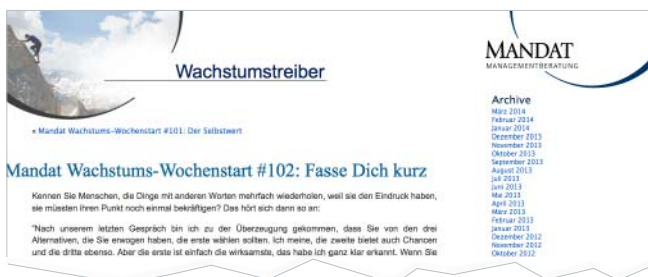 Wachstumstreiber
MANDAT
MANAGEMENTBERATUNG
« Mandat Wachstums-Wochenstart #101: Der Selbstwert
Mandat Wachstums-Wochenstart #102: Fasse Dich kurz
Kennen Sie Menschen, die Dinge mit anderen Worten mehrfach wiederholen, weil sie den Eindruck haben,
sie müssten ihren Punkt noch einmal bekräftigen? Das hört sich dann so an:
"Nach unserem letzten Gespräch bin ich zu der Überzeugung gekommen, dass Sie von den drei
Alternativen, die Sie erwogen haben, die erste wählen sollten. Ich meine, die zweite bietet auch Chancen
und die dritte ebenso. Aber die erste ist einfach die wirksamste, das habe ich ganz klar erkannt. Wenn Sie
Archive
März 2014
Februar 2014
Januar 2014
Dezember 2013
November 2013
Oktober 2013
September 2013
August 2013
Juli 2013
Juni 2013
Mai 2013
April 2013
März 2013
Februar 2013
Januar 2013
Dezember 2012
November 2012
Oktober 2012